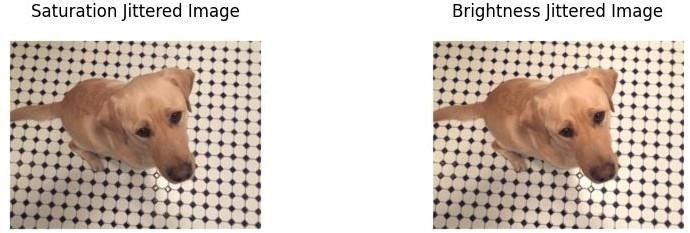 Saturation Jittered Image
Brightness Jittered Image